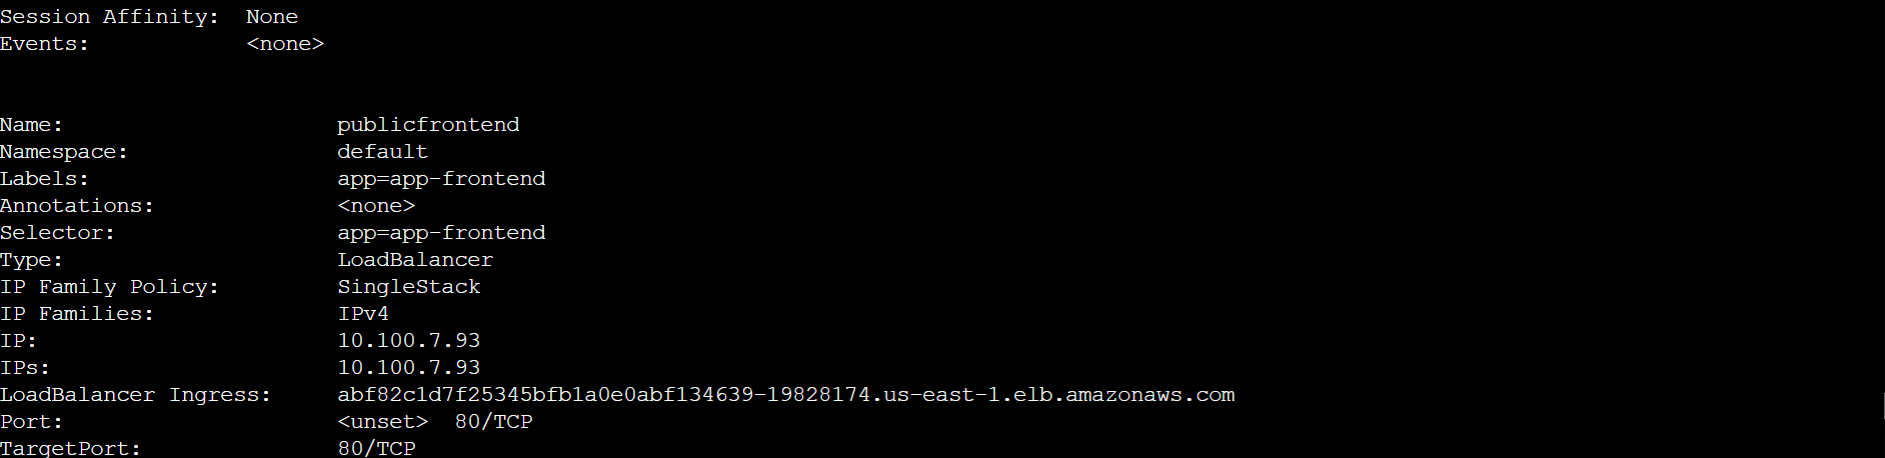 Session Affinity:  None
Events:            <none>
Name:                     publicfrontend
Namespace:                default
Labels:                   app=app-frontend
Annotations:              <none>
Selector:                 app=app-frontend
Type:                     LoadBalancer
IP Family Policy:         SingleStack
IP Families:              IPv4
IP:                       10.100.7.93
IPs:                      10.100.7.93
LoadBalancer Ingress:     abf82c1d7f25345bfb1a0e0abf134639-19828174.us-east-1.elb.amazonaws.com
Port:                     <unset>  80/TCP
TargetPort:               80/TCP